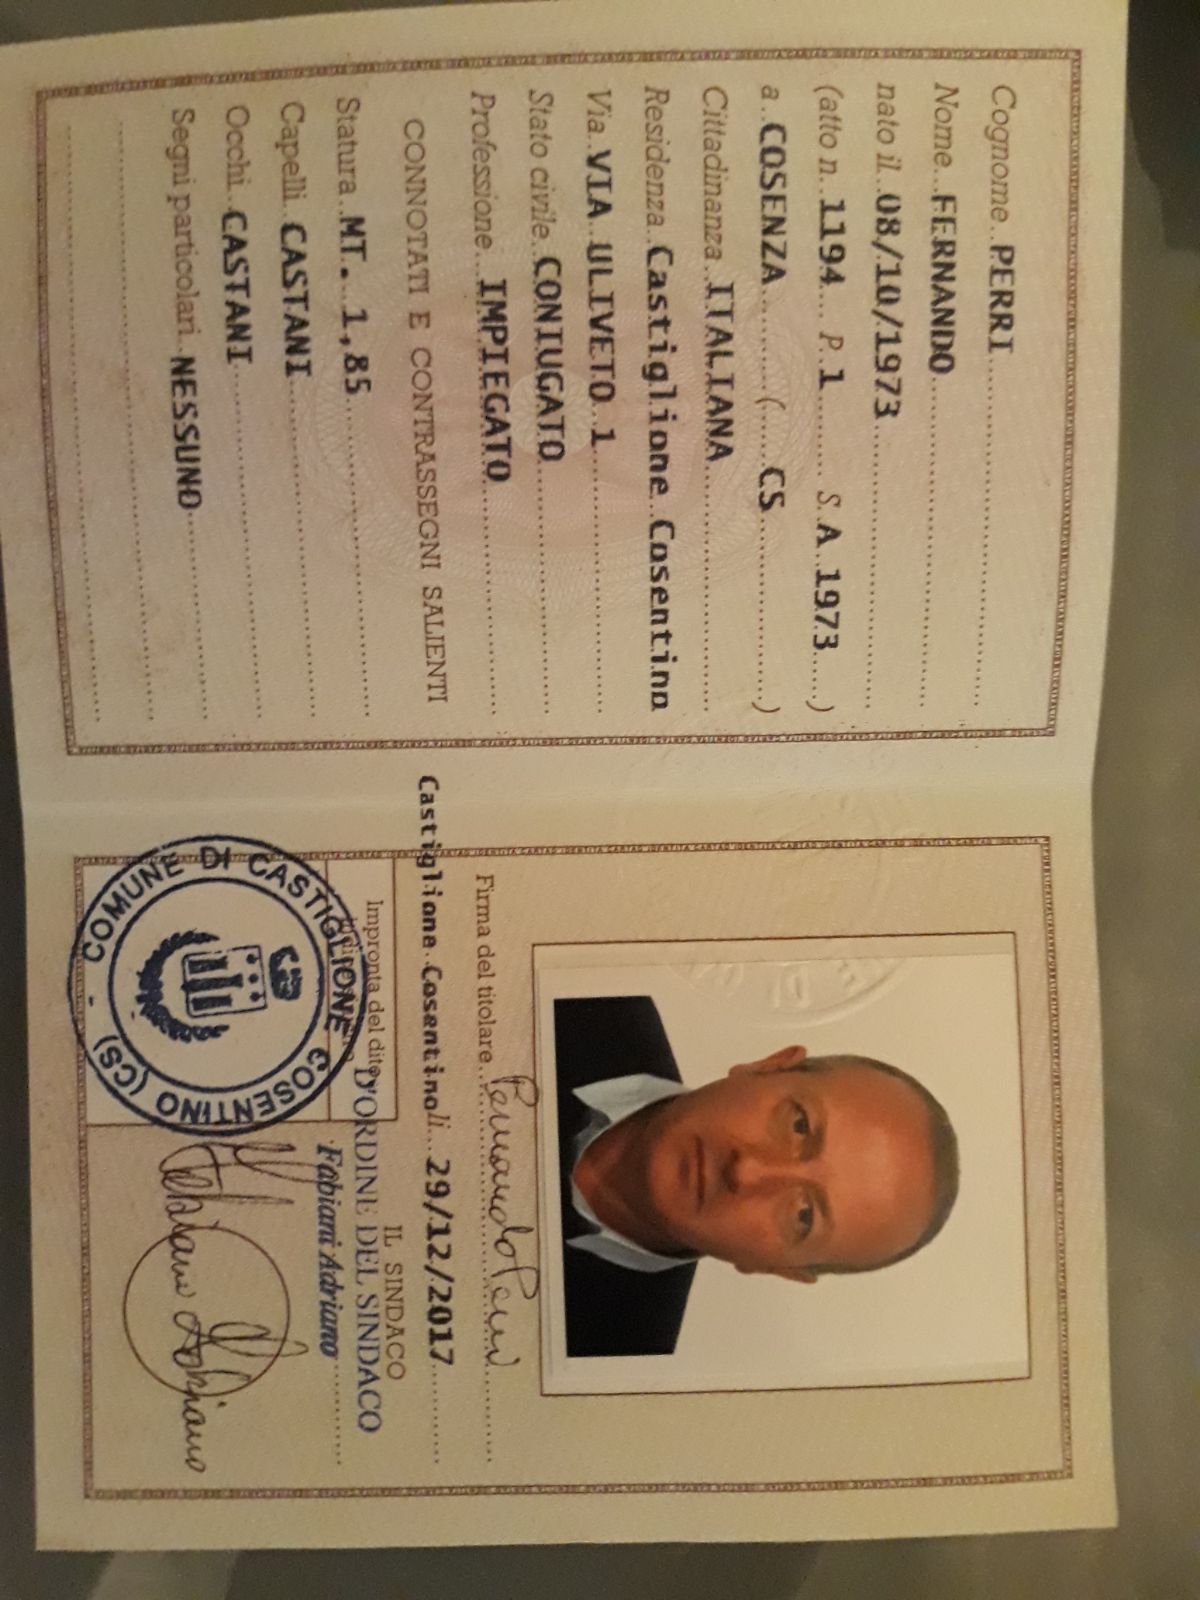 Cognome PERRI
Nome FERNANDO
nato il 08/10/1973
(atto n. 1194 P. 1 S. A 1973)
a COSENZA ( CS )
Cittadinanza ITALIANA
Residenza Castiglione Cosentino
Via VIA ULIVETO 1
Stato civile CONIUGATO
Professione IMPIEGATO
CONNOTATI E CONTRASSEGNI SALIENTI
Statura MT. 1,85
Capelli CASTANI
Occhi CASTANI
Segni particolari NESSUNO
Firma del titolare Fernando Perri
Castiglione Cosentino lì 29/12/2017
IL SINDACO
Impronta del dito
D'ORDINE DEL SINDACO
Fabiani Adriano
COMUNE DI CASTIGLIONE COSENTINO (CS) -
Fabiano Adriano